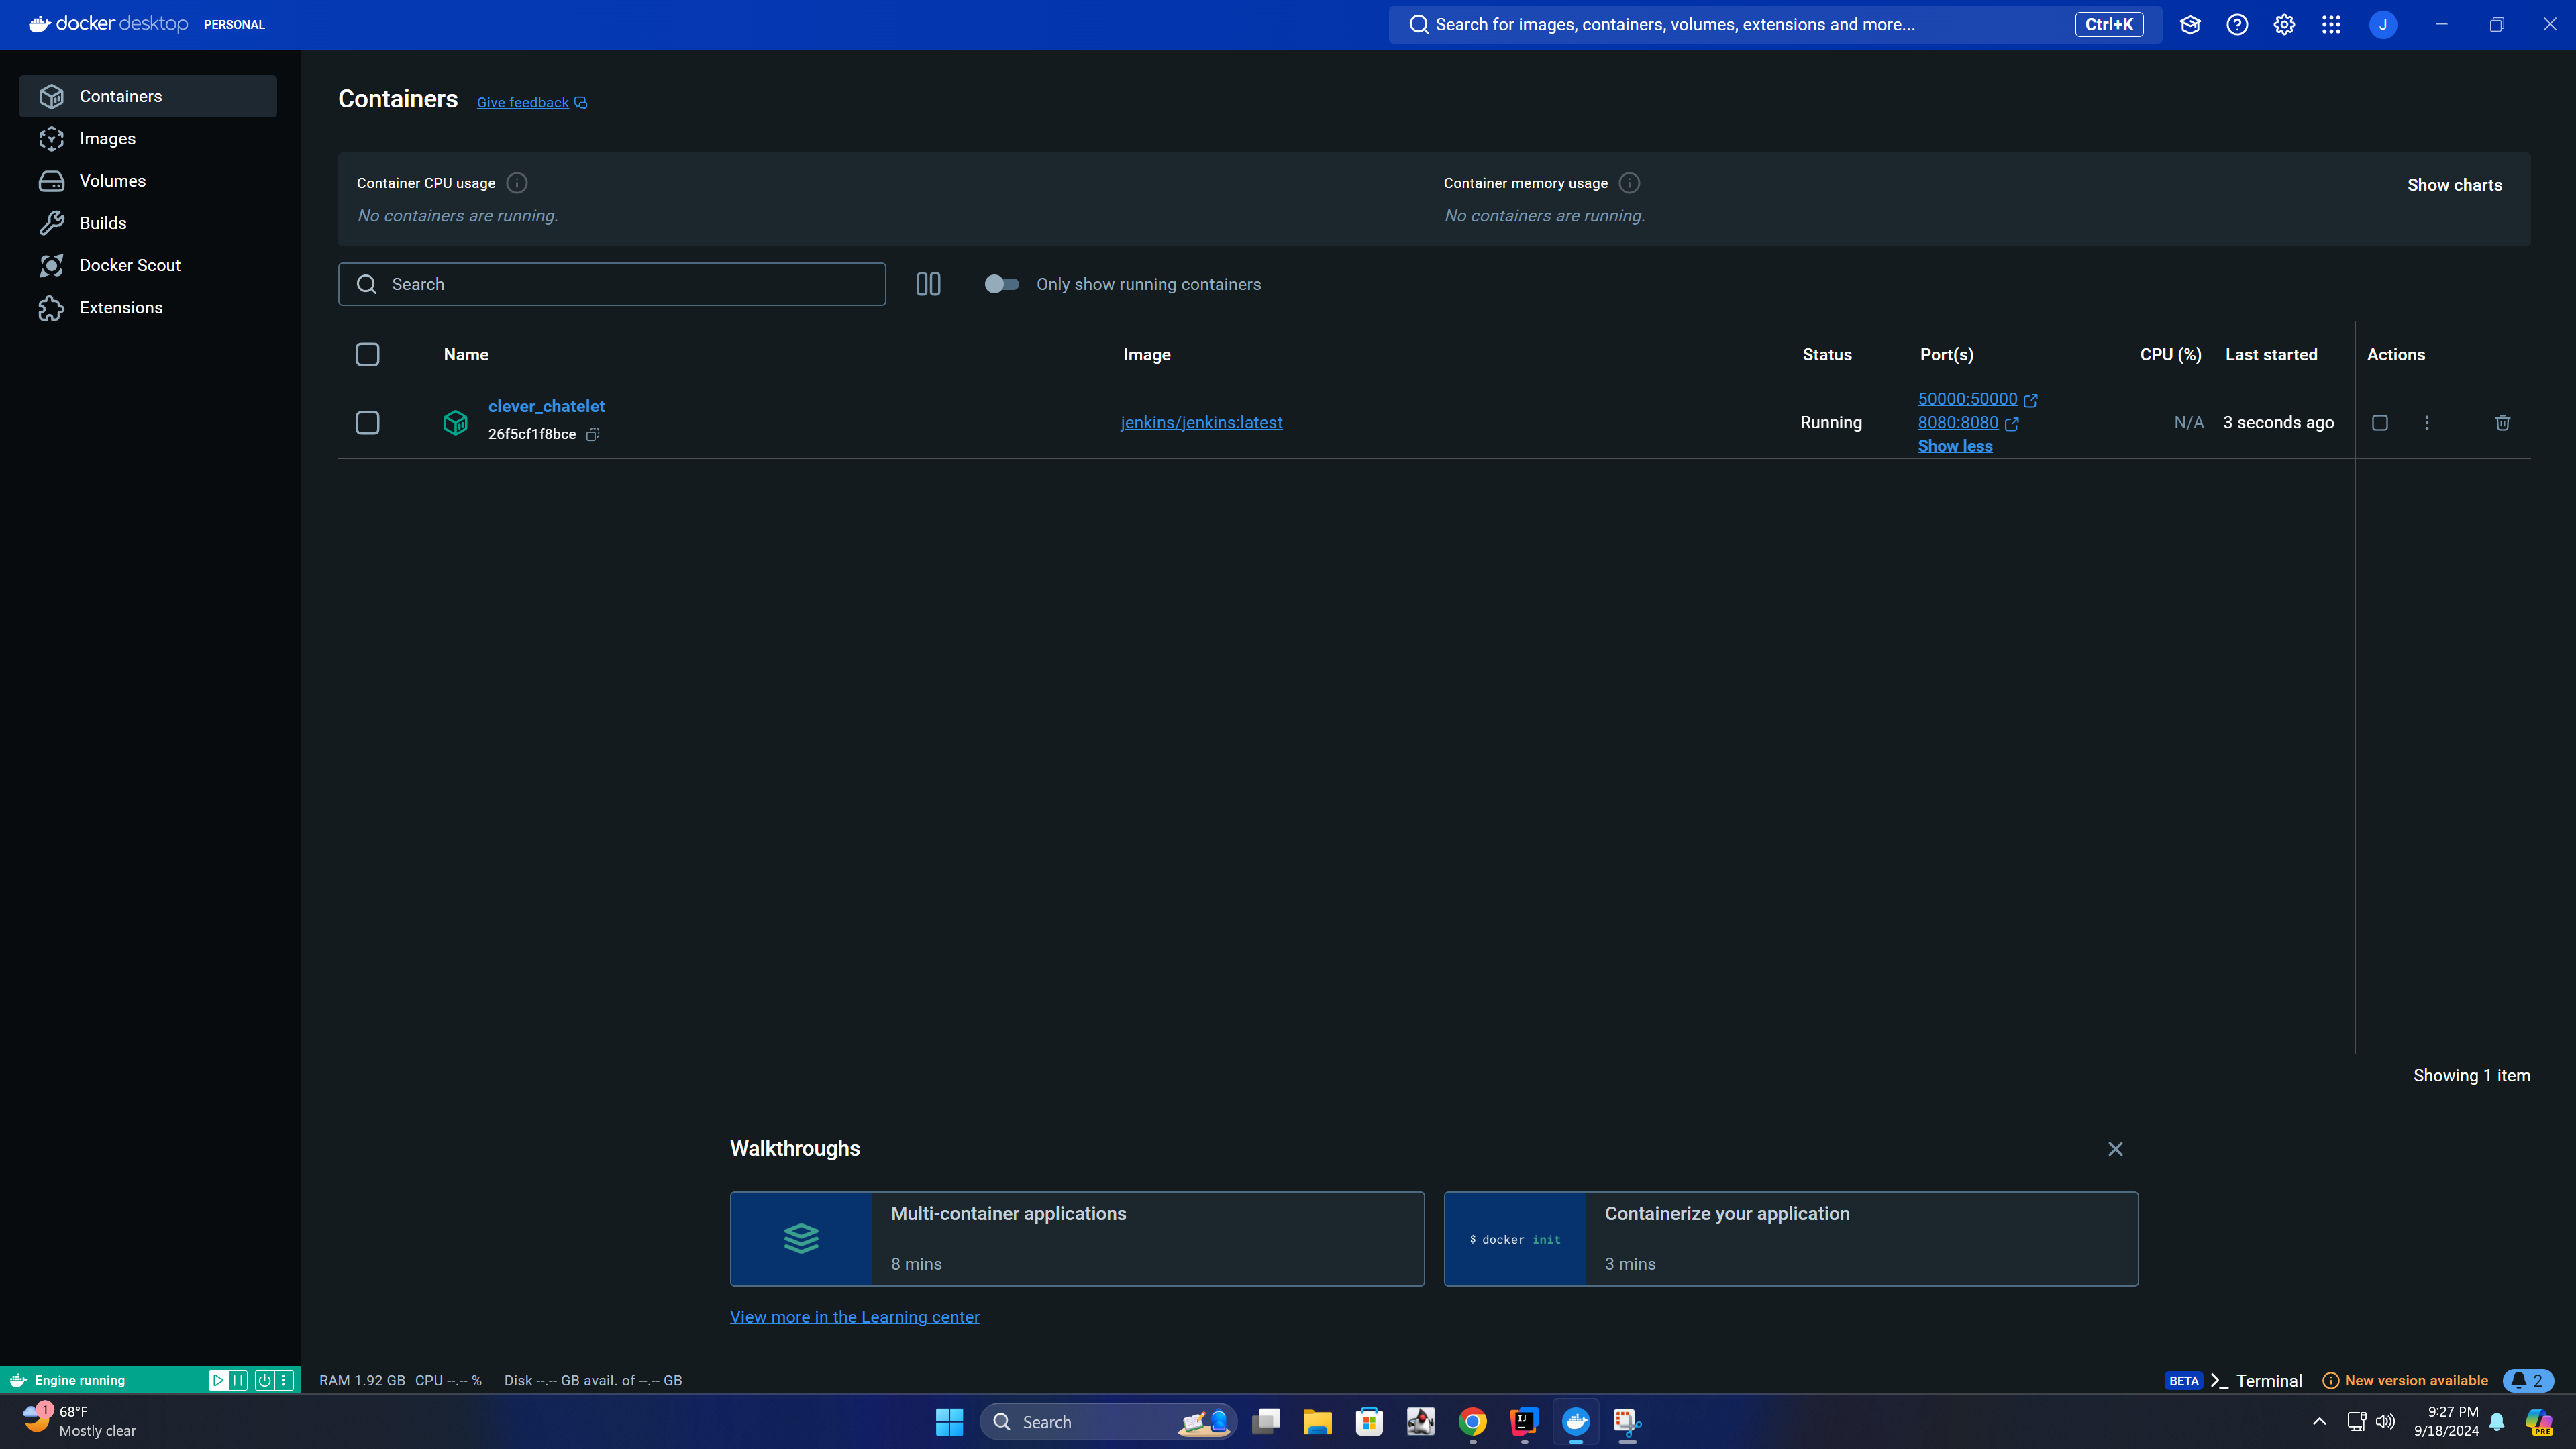 docker desktop PERSONAL
Search for images, containers, volumes, extensions and more... Ctrl+K
J
Containers
Images
Volumes
Builds
Docker Scout
Extensions
Containers Give feedback
Container CPU usage
No containers are running.
Container memory usage
No containers are running.
Show charts
Search
Only show running containers
Name Image Status Port(s) CPU (%) Last started Actions
clever_chatelet
26f5cf1f8bce
jenkins/jenkins:latest
Running
50000:50000
8080:8080
Show less
N/A
3 seconds ago
Showing 1 item
Walkthroughs
Multi-container applications
8 mins
$ docker init
Containerize your application
3 mins
View more in the Learning center
Engine running
RAM 1.92 GB CPU --.-- % Disk --.-- GB avail. of --.-- GB
BETA Terminal New version available 2
1
68°F
Mostly clear
Search
IJ
9:27 PM
9/18/2024
PRE